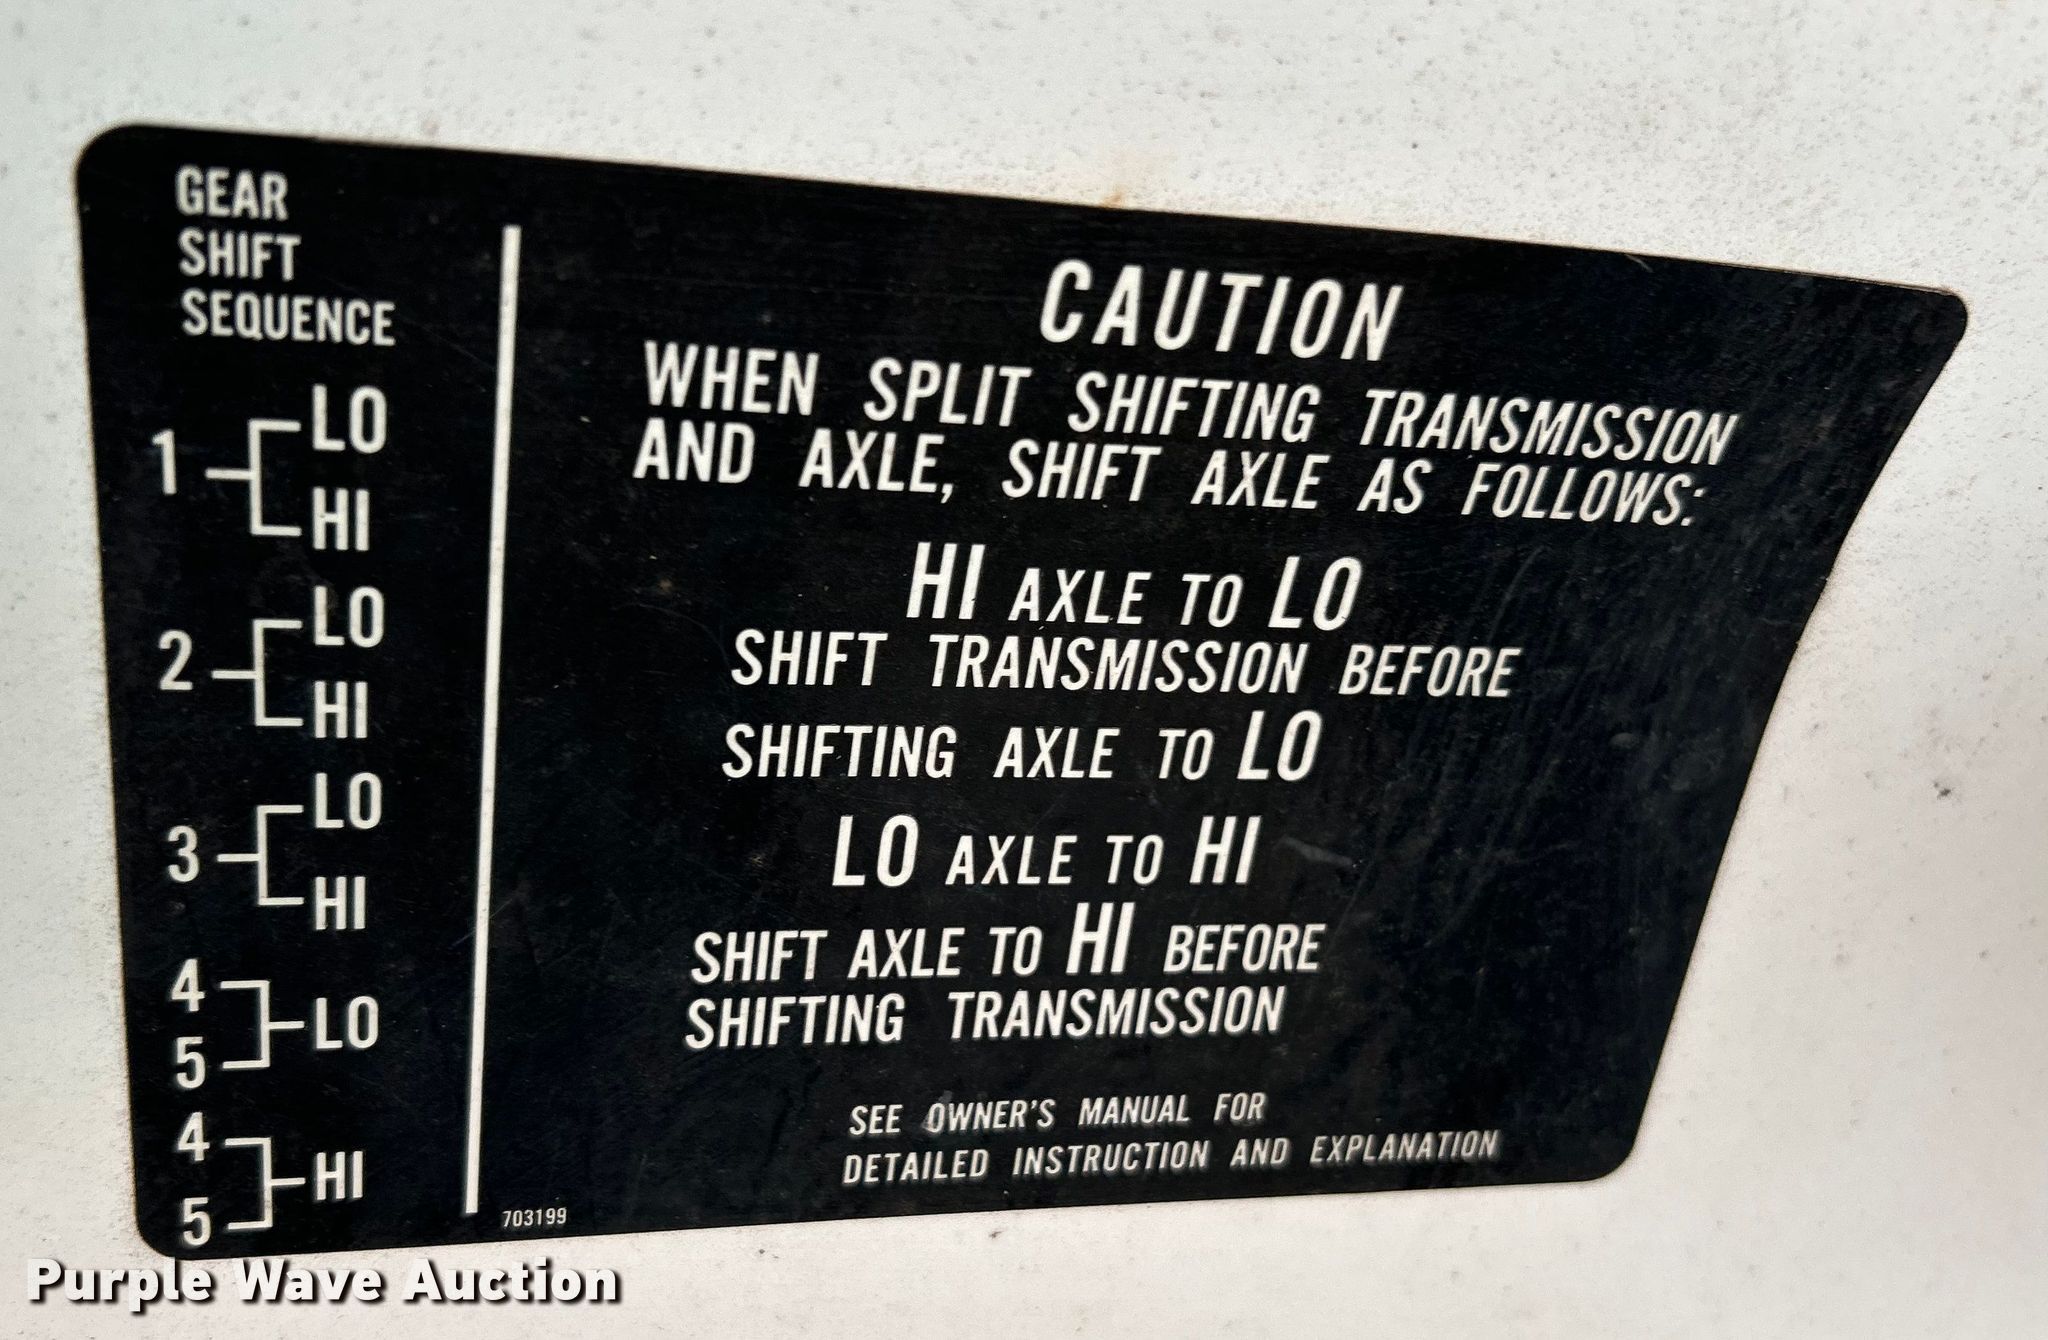 GEAR
SHIFT
SEQUENCE
1 LO
HI
2 LO
HI
3 LO
HI
4
5 LO
4
5 HI
CAUTION
WHEN SPLIT SHIFTING TRANSMISSION
AND AXLE, SHIFT AXLE AS FOLLOWS:
HI AXLE TO LO
SHIFT TRANSMISSION BEFORE
SHIFTING AXLE TO LO
LO AXLE TO HI
SHIFT AXLE TO HI BEFORE
SHIFTING TRANSMISSION
SEE OWNER'S MANUAL FOR
DETAILED INSTRUCTION AND EXPLANATION
703199
Purple Wave Auction